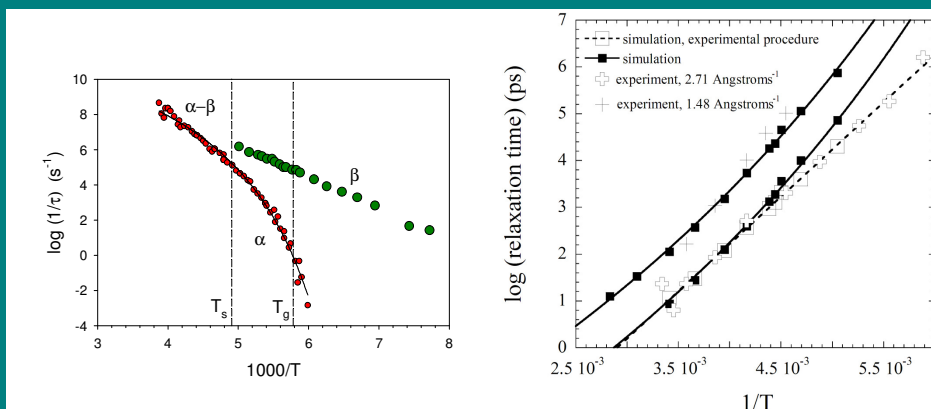 10
8
6
4
2
0
-2
-4
log (1/τ) (s⁻¹)
α−β
β
α
Tₛ
T_g
3
4
5
6
7
8
1000/T
7
6
5
4
3
2
1
0
log (relaxation time) (ps)
simulation, experimental procedure
simulation
experiment, 2.71 Angstroms⁻¹
experiment, 1.48 Angstroms⁻¹
2.5 10⁻³
3.5 10⁻³
4.5 10⁻³
5.5 10⁻³
1/T